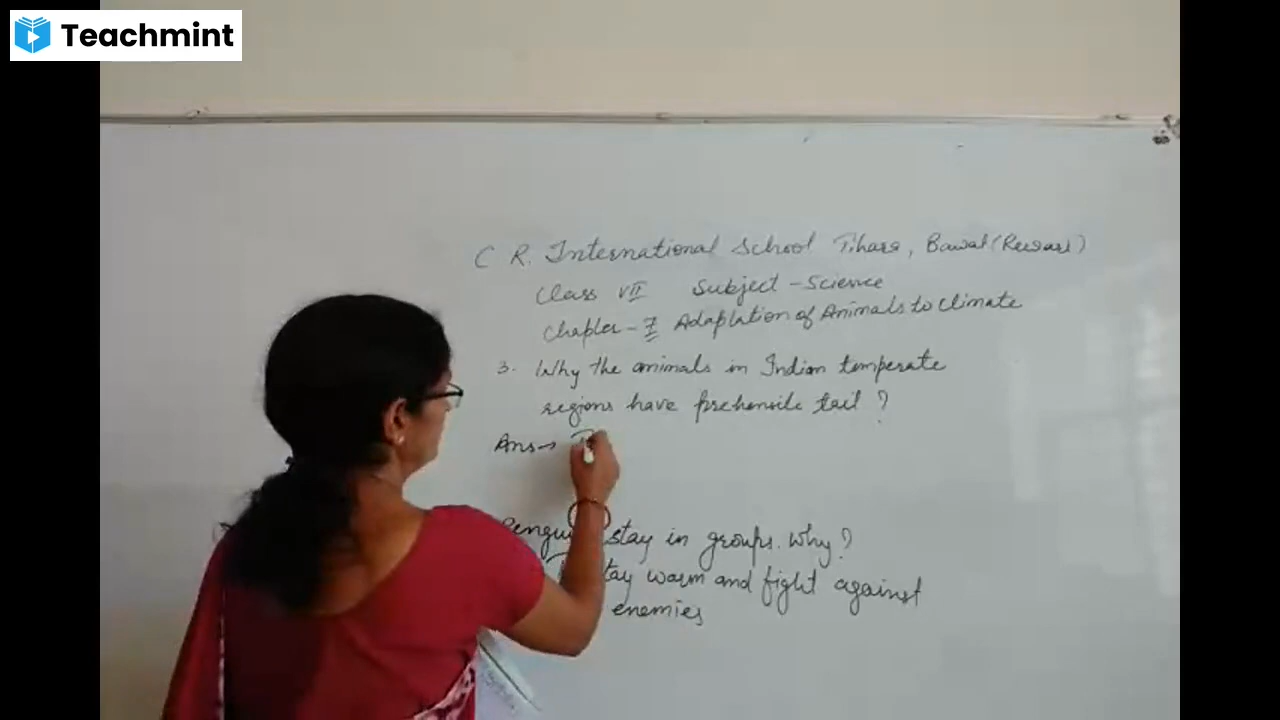 Teachmint
C R. International School Tihara, Bawal (Rewari)
Class VII Subject - Science
Chapter - 7 Adaptation of Animals to climate
3. Why the animals in Indian temperate
regions have prehensile tail ?
Ans →
stay in groups. Why?
stay warm and fight against
enemies